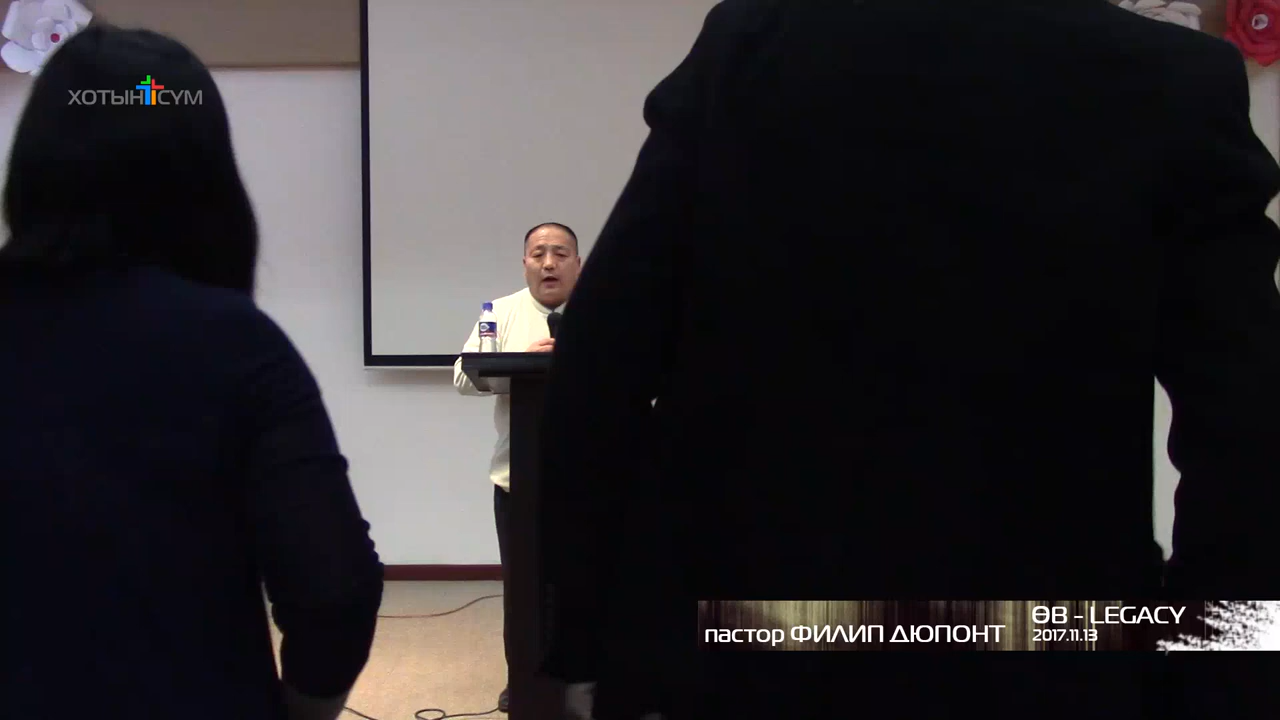 ХОТЫН СҮМ
пастор ФИЛИП ДЮПОНТ
ӨВ - LEGACY
2017.11.13